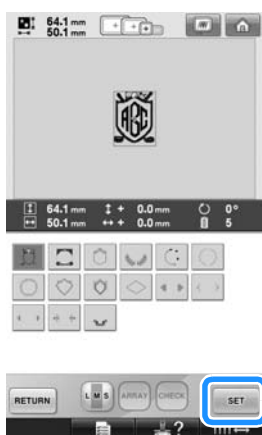 64.1 mm
50.1 mm
ABC
64.1 mm + 0.0 mm 0°
50.1 mm + 0.0 mm 5
RETURN L M S ARRAY CHECK SET
?